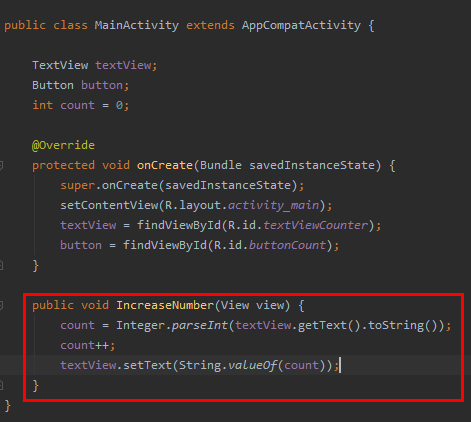 public class MainActivity extends AppCompatActivity {
TextView textView;
Button button;
int count = 0;
@Override
protected void onCreate(Bundle savedInstanceState) {
super.onCreate(savedInstanceState);
setContentView(R.layout.activity_main);
textView = findViewById(R.id.textViewCounter);
button = findViewById(R.id.buttonCount);
}
public void IncreaseNumber(View view) {
count = Integer.parseInt(textView.getText().toString());
count++;
textView.setText(String.valueOf(count));
}
}